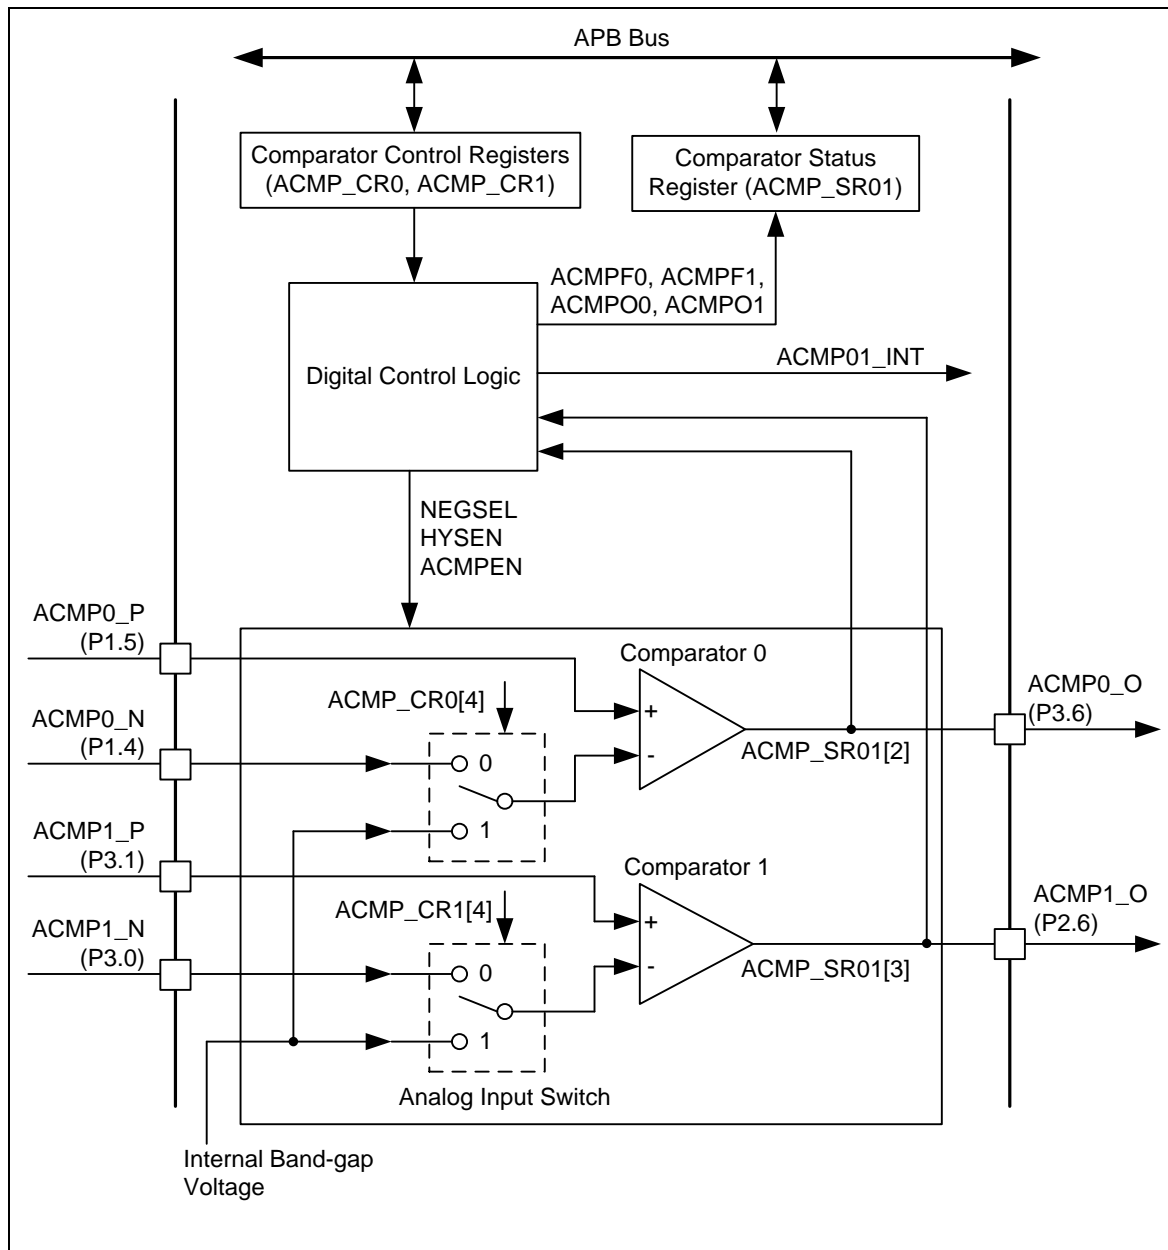 APB Bus
Comparator Control Registers
(ACMP_CR0, ACMP_CR1)
Comparator Status
Register (ACMP_SR01)
ACMPF0, ACMPF1,
ACMPO0, ACMPO1
Digital Control Logic
ACMP01_INT
NEGSEL
HYSEN
ACMPEN
ACMP0_P
(P1.5)
Comparator 0
ACMP_CR0[4]
+
-
ACMP0_O
(P3.6)
ACMP0_N
(P1.4)
0
1
ACMP_SR01[2]
ACMP1_P
(P3.1)
Comparator 1
ACMP_CR1[4]
+
-
ACMP1_O
(P2.6)
ACMP1_N
(P3.0)
0
1
ACMP_SR01[3]
Analog Input Switch
Internal Band-gap
Voltage